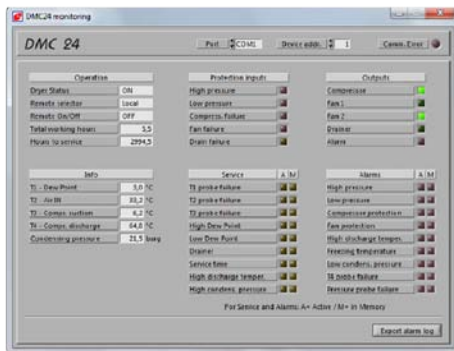 DMC24 monitoring
DMC 24
Port COM1 Device addr. 1 Comm. Error
Operation
Dryer Status ON
Remote selector Local
Remote On/Off OFF
Total working hours 5,5
Hours to service 2994,5
Protection inputs
High pressure
Low pressure
Compress. failure
Fan failure
Drain failure
Outputs
Compressor
Fan 1
Fan 2
Drainer
Alarm
Info
T1 - Dew Point 5,0 °C
T2 - Air IN °C
T3 - Compr. suction 6,2 °C
T4 - Compr. discharge 64,8 °C
Condensing pressure 21,5 barg
Service A M
T1 probe failure
T2 probe failure
T3 probe failure
High Dew Point
Low Dew Point
Drainer
Service time
High discharge temper.
High condens. pressure
Alarms A M
High pressure
Low pressure
Compressor protection
Fan protection
High discharge temper.
Freezing temperature
Low condens. pressure
T4 probe failure
Pressure probe failure
For Service and Alarms: A= Active / M= In Memory
Export alarm log